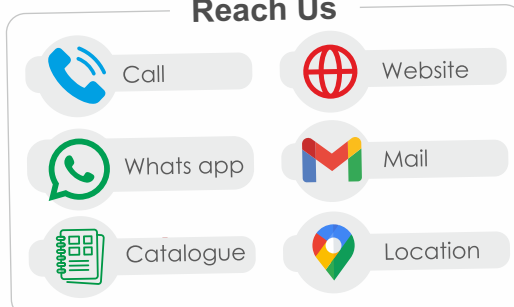 Reach Us
Call
Website
Whats app
Mail
Catalogue
Location